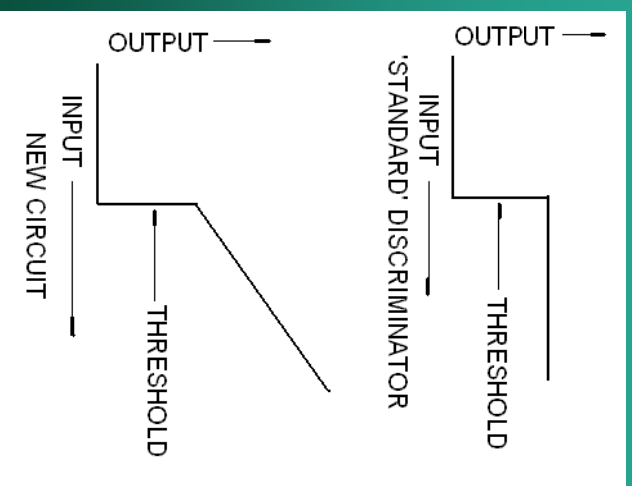 OUTPUT
INPUT
NEW CIRCUIT
THRESHOLD
OUTPUT
INPUT
'STANDARD' DISCRIMINATOR
THRESHOLD